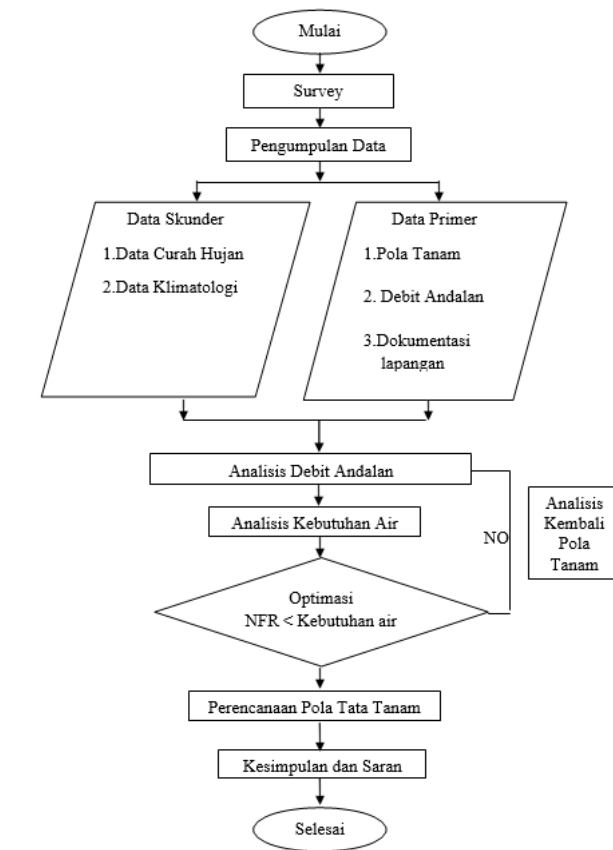 Mulai
Survey
Pengumpulan Data
Data Skunder
1.Data Curah Hujan
2.Data Klimatologi
Data Primer
1.Pola Tanam
2. Debit Andalan
3.Dokumentasi
lapangan
Analisis Debit Andalan
Analisis Kebutuhan Air
NO
Analisis
Kembali
Pola
Tanam
Optimasi
NFR < Kebutuhan air
Perencanaan Pola Tata Tanam
Kesimpulan dan Saran
Selesai